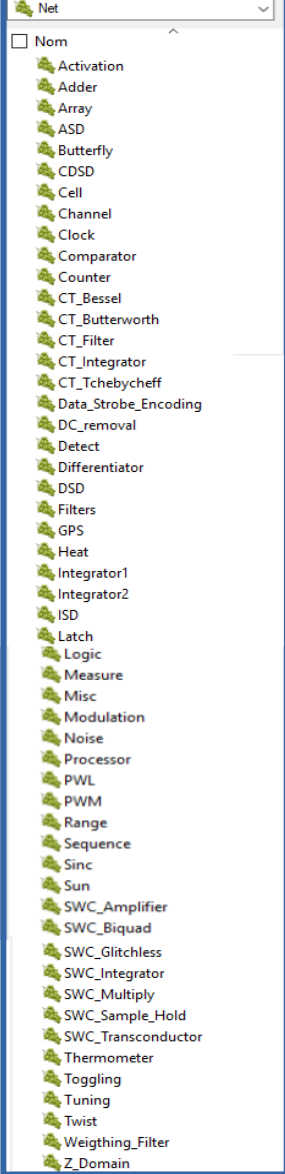 Net
Nom
Activation
Adder
Array
ASD
Butterfly
CDSD
Cell
Channel
Clock
Comparator
Counter
CT_Bessel
CT_Butterworth
CT_Filter
CT_Integrator
CT_Tchebycheff
Data_Strobe_Encoding
DC_removal
Detect
Differentiator
DSD
Filters
GPS
Heat
Integrator1
Integrator2
ISD
Latch
Logic
Measure
Misc
Modulation
Noise
Processor
PWL
PWM
Range
Sequence
Sinc
Sun
SWC_Amplifier
SWC_Biquad
SWC_Glitchless
SWC_Integrator
SWC_Multiply
SWC_Sample_Hold
SWC_Transconductor
Thermometer
Toggling
Tuning
Twist
Weigthing_Filter
Z_Domain